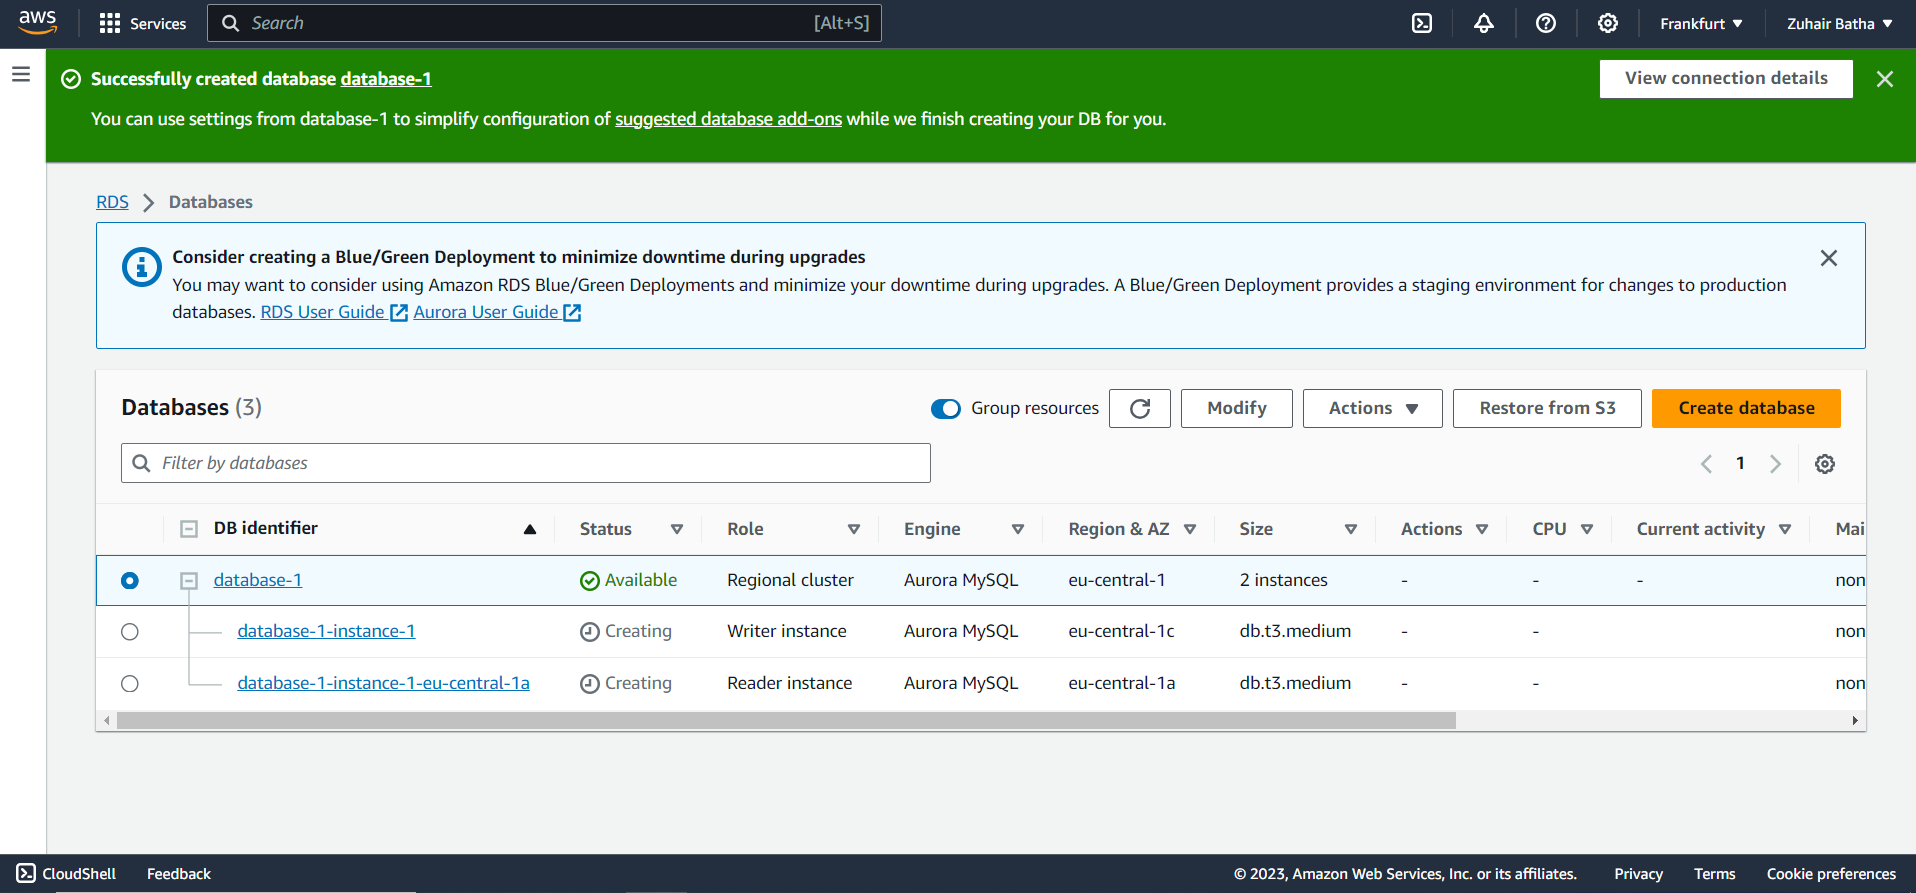 aws Services Search [Alt+S] Frankfurt Zuhair Batha
Successfully created database database-1 View connection details
You can use settings from database-1 to simplify configuration of suggested database add-ons while we finish creating your DB for you.
RDS Databases
Consider creating a Blue/Green Deployment to minimize downtime during upgrades
You may want to consider using Amazon RDS Blue/Green Deployments and minimize your downtime during upgrades. A Blue/Green Deployment provides a staging environment for changes to production
databases. RDS User Guide Aurora User Guide
Databases (3) Group resources Modify Actions Restore from S3 Create database
Filter by databases 1
DB identifier Status Role Engine Region & AZ Size Actions CPU Current activity Mai
database-1 Available Regional cluster Aurora MySQL eu-central-1 2 instances - - - non
database-1-instance-1 Creating Writer instance Aurora MySQL eu-central-1c db.t3.medium - - non
database-1-instance-1-eu-central-1a Creating Reader instance Aurora MySQL eu-central-1a db.t3.medium - - non
CloudShell Feedback © 2023, Amazon Web Services, Inc. or its affiliates. Privacy Terms Cookie preferences